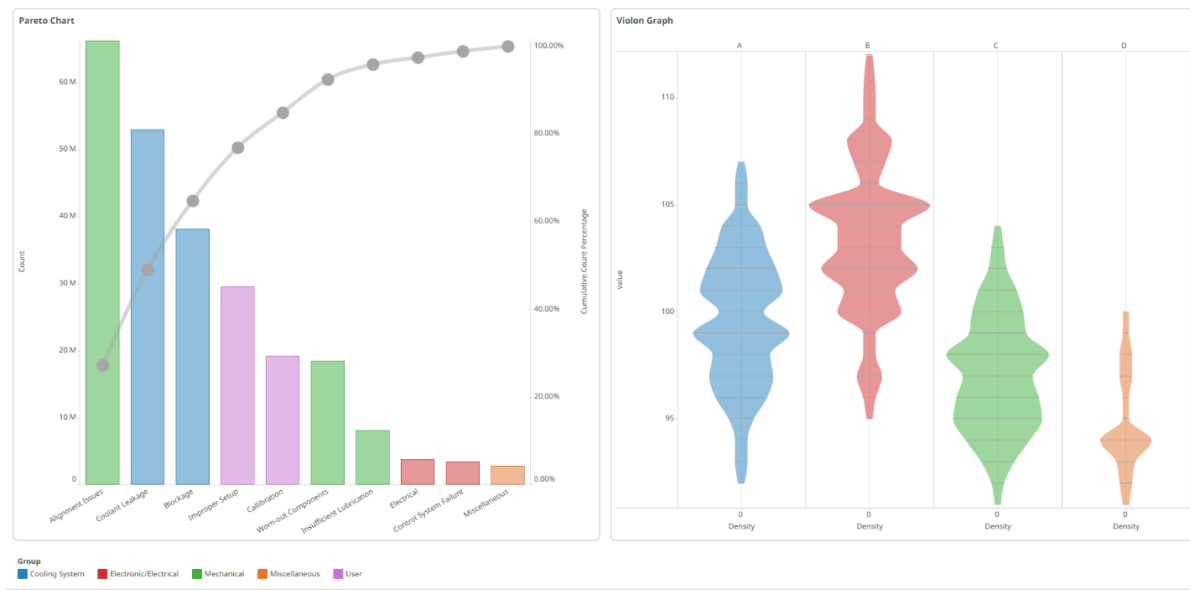 Pareto Chart
60 M
50 M
40 M
30 M
20 M
10 M
0
Count
100.00%
80.00%
60.00%
40.00%
20.00%
0.00%
Cumulative Count Percentage
Alignment Issues
Coolant Leakage
Blockage
Improper Setup
Callibration
Worn-out Components
Insufficient Lubrication
Electrical
Control System Failure
Miscellaneous
Violon Graph
A B C D
110
105
100
95
value
0 0 0 0
Density Density Density Density
Group
Cooling System Electronic/Electrical Mechanical Miscellaneous User